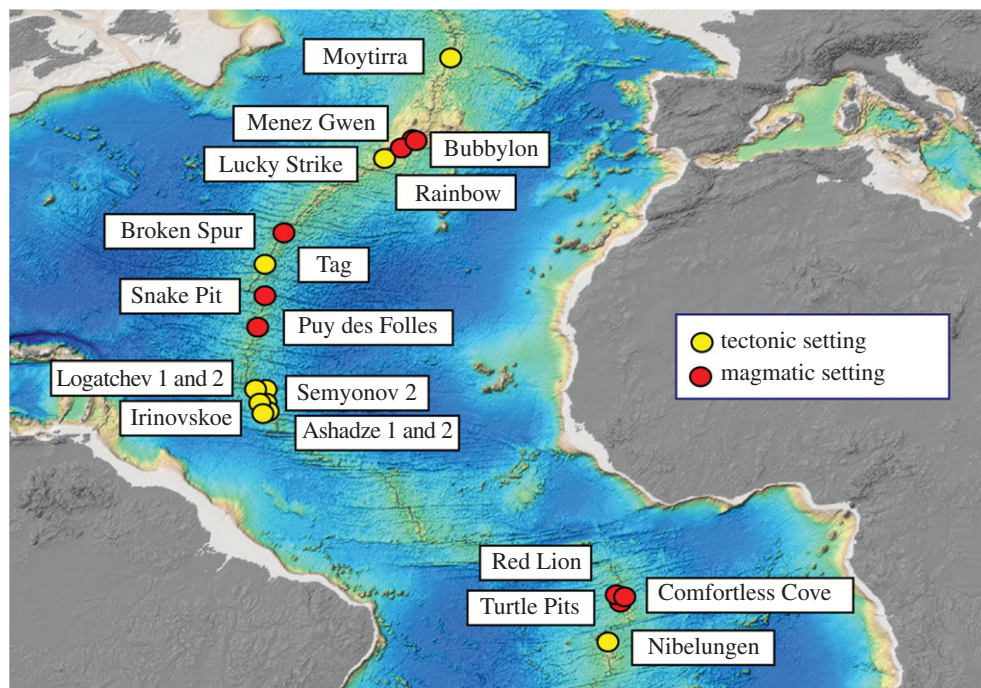 Moytirra
Menez Gwen
Bubbylon
Lucky Strike
Rainbow
Broken Spur
Tag
Snake Pit
Puy des Folles
tectonic setting
magmatic setting
Logatchev 1 and 2
Semyonov 2
Irinovskoe
Ashadze 1 and 2
Red Lion
Comfortless Cove
Turtle Pits
Nibelungen